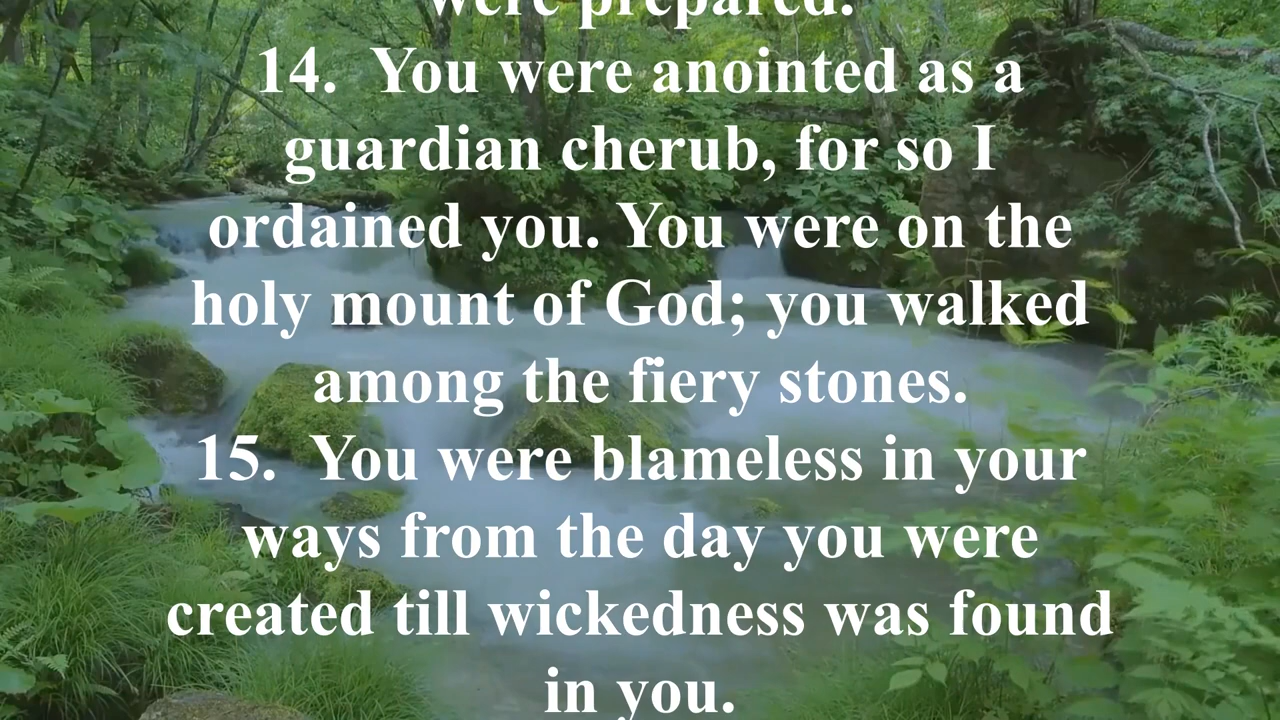 were prepared.
14. You were anointed as a
guardian cherub, for so I
ordained you. You were on the
holy mount of God; you walked
among the fiery stones.
15. You were blameless in your
ways from the day you were
created till wickedness was found
in you.